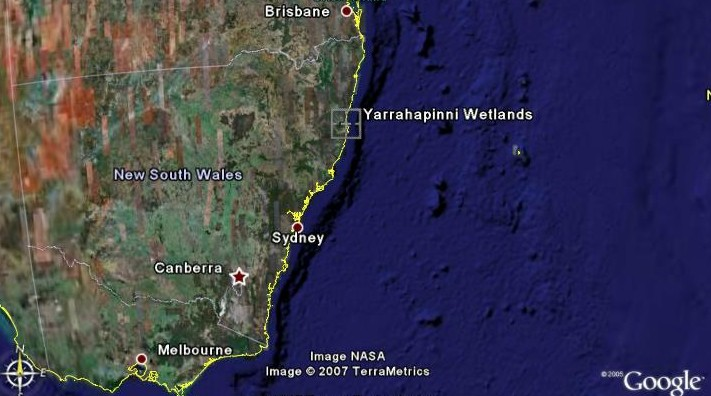 Brisbane
Yarrahapinni Wetlands
New South Wales
Sydney
Canberra
Melbourne
Image NASA
Image © 2007 TerraMetrics
N
E
N
© 2005 Google